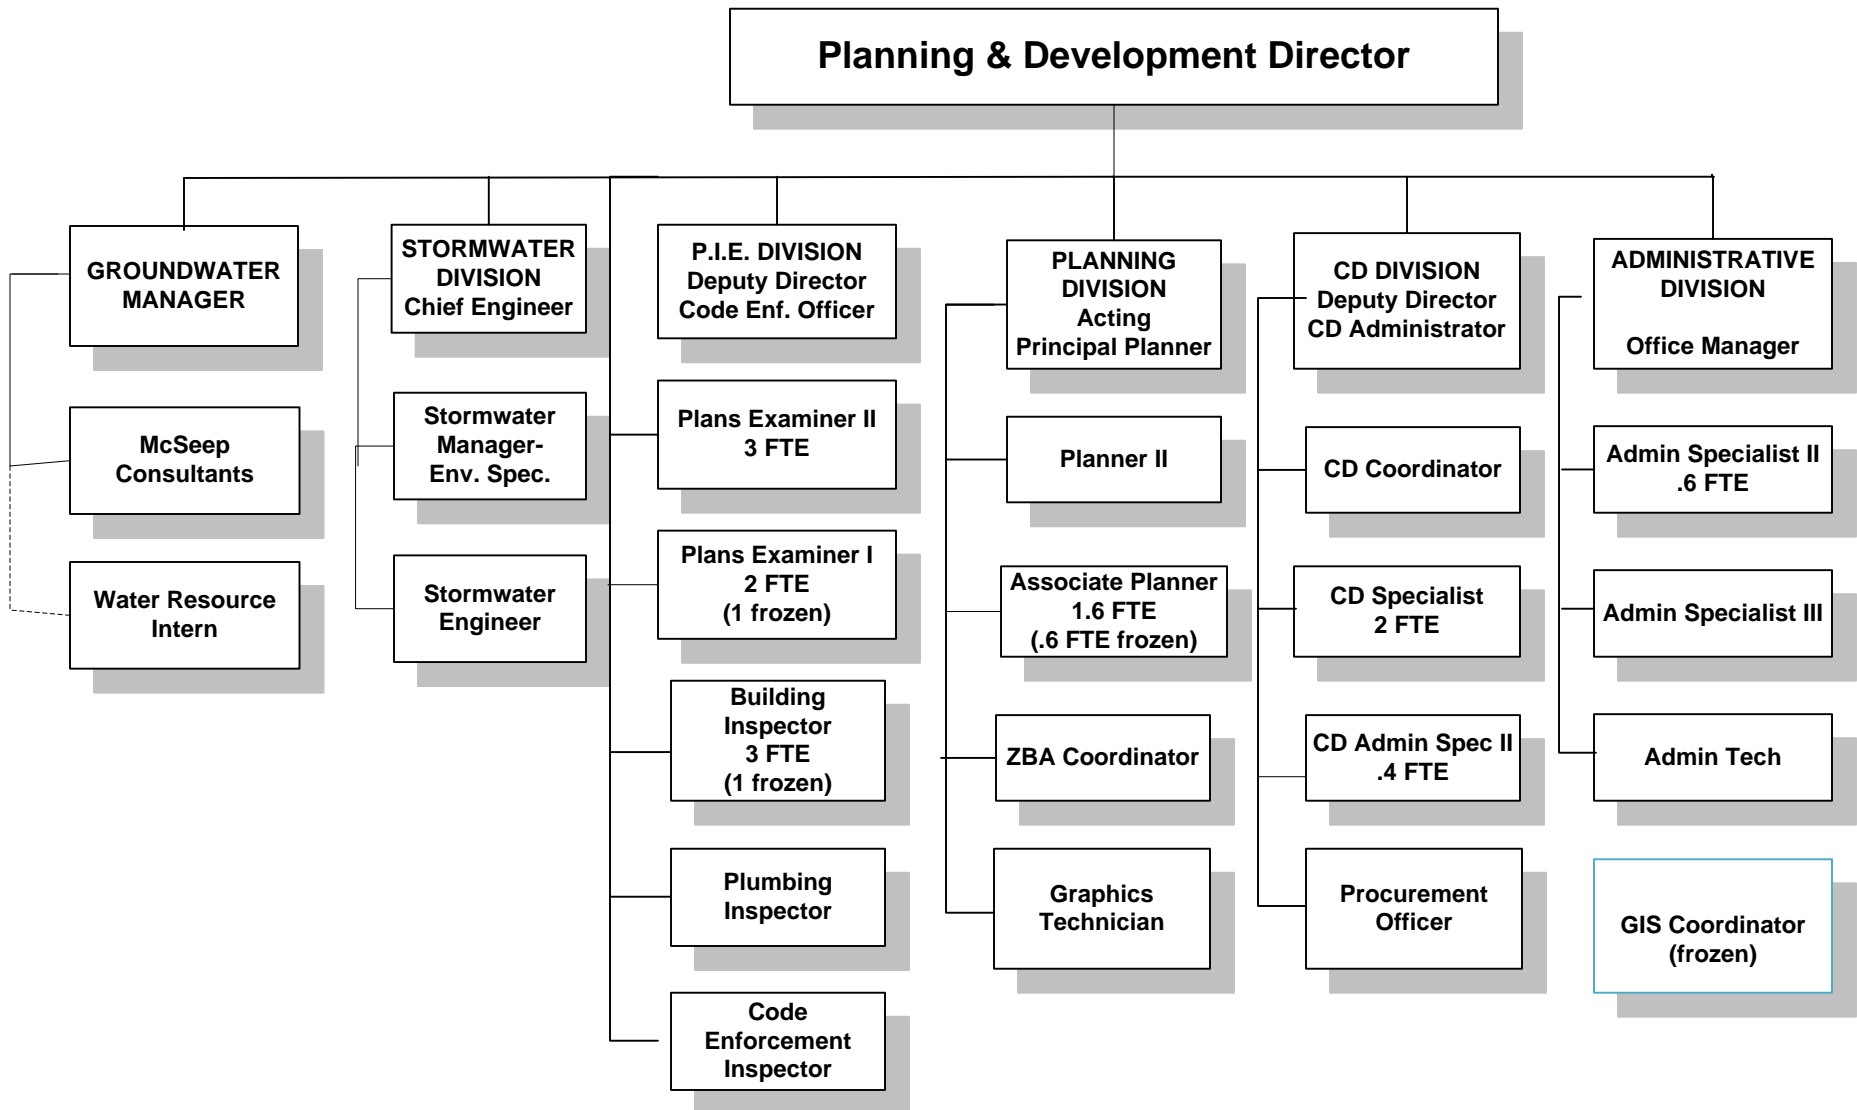 Planning & Development Director
GROUNDWATER
MANAGER
McSeep
Consultants
Water Resource
Intern
STORMWATER
DIVISION
Chief Engineer
Stormwater
Manager-
Env. Spec.
Stormwater
Engineer
P.I.E. DIVISION
Deputy Director
Code Enf. Officer
Plans Examiner II
3 FTE
Plans Examiner I
2 FTE
(1 frozen)
Building
Inspector
3 FTE
(1 frozen)
Plumbing
Inspector
Code
Enforcement
Inspector
PLANNING
DIVISION
Acting
Principal Planner
Planner II
Associate Planner
1.6 FTE
(.6 FTE frozen)
ZBA Coordinator
Graphics
Technician
CD DIVISION
Deputy Director
CD Administrator
CD Coordinator
CD Specialist
2 FTE
CD Admin Spec II
.4 FTE
Procurement
Officer
ADMINISTRATIVE
DIVISION
Office Manager
Admin Specialist II
.6 FTE
Admin Specialist III
Admin Tech
GIS Coordinator
(frozen)